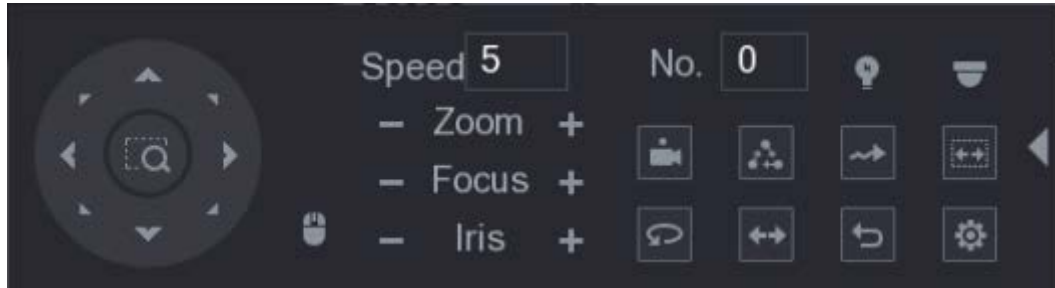 Speed 5
No. 0
− Zoom +
− Focus +
− Iris +